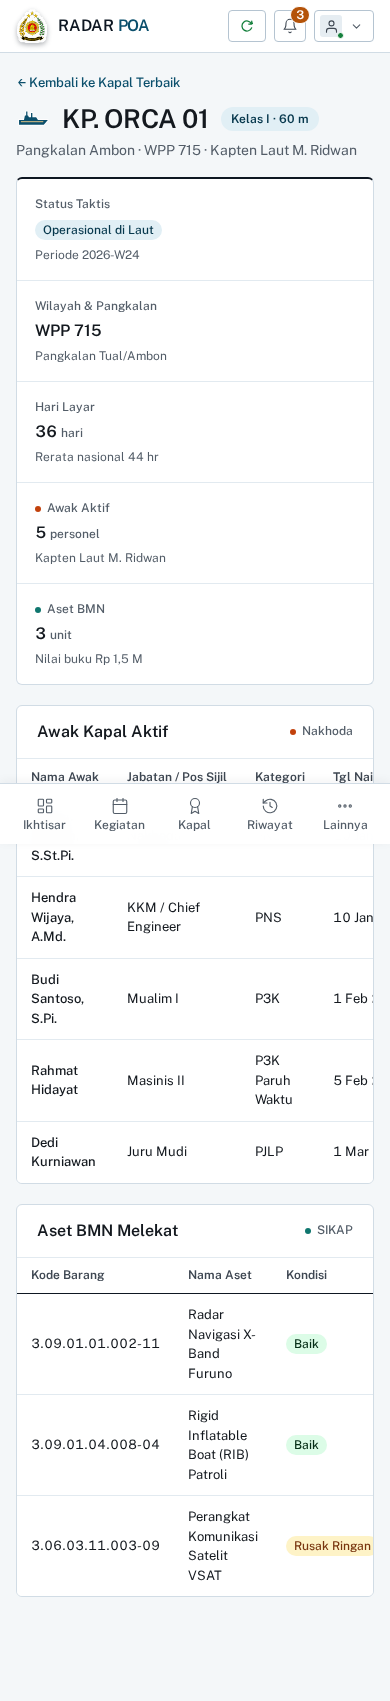 RADAR POA
3
← Kembali ke Kapal Terbaik
KP. ORCA 01
Kelas I · 60 m
Pangkalan Ambon · WPP 715 · Kapten Laut M. Ridwan
Status Taktis
Operasional di Laut
Periode 2026-W24
Wilayah & Pangkalan
WPP 715
Pangkalan Tual/Ambon
Hari Layar
36 hari
Rerata nasional 44 hr
Awak Aktif
5 personel
Kapten Laut M. Ridwan
Aset BMN
3 unit
Nilai buku Rp 1,5 M
Awak Kapal Aktif
Nakhoda
Nama Awak Jabatan / Pos Sijil Kategori Tgl Nai
Ikhtisar Kegiatan Kapal Riwayat Lainnya
S.St.Pi.
Hendra
Wijaya,
A.Md.
KKM / Chief
Engineer
PNS
10 Jan
Budi
Santoso,
S.Pi.
Mualim I
P3K
1 Feb
Rahmat
Hidayat
Masinis II
P3K
Paruh
Waktu
5 Feb
Dedi
Kurniawan
Juru Mudi
PJLP
1 Mar
Aset BMN Melekat
SIKAP
Kode Barang Nama Aset Kondisi
3.09.01.01.002-11
Radar
Navigasi X-
Band
Furuno
Baik
3.09.01.04.008-04
Rigid
Inflatable
Boat (RIB)
Patroli
Baik
3.06.03.11.003-09
Perangkat
Komunikasi
Satelit
VSAT
Rusak Ringan